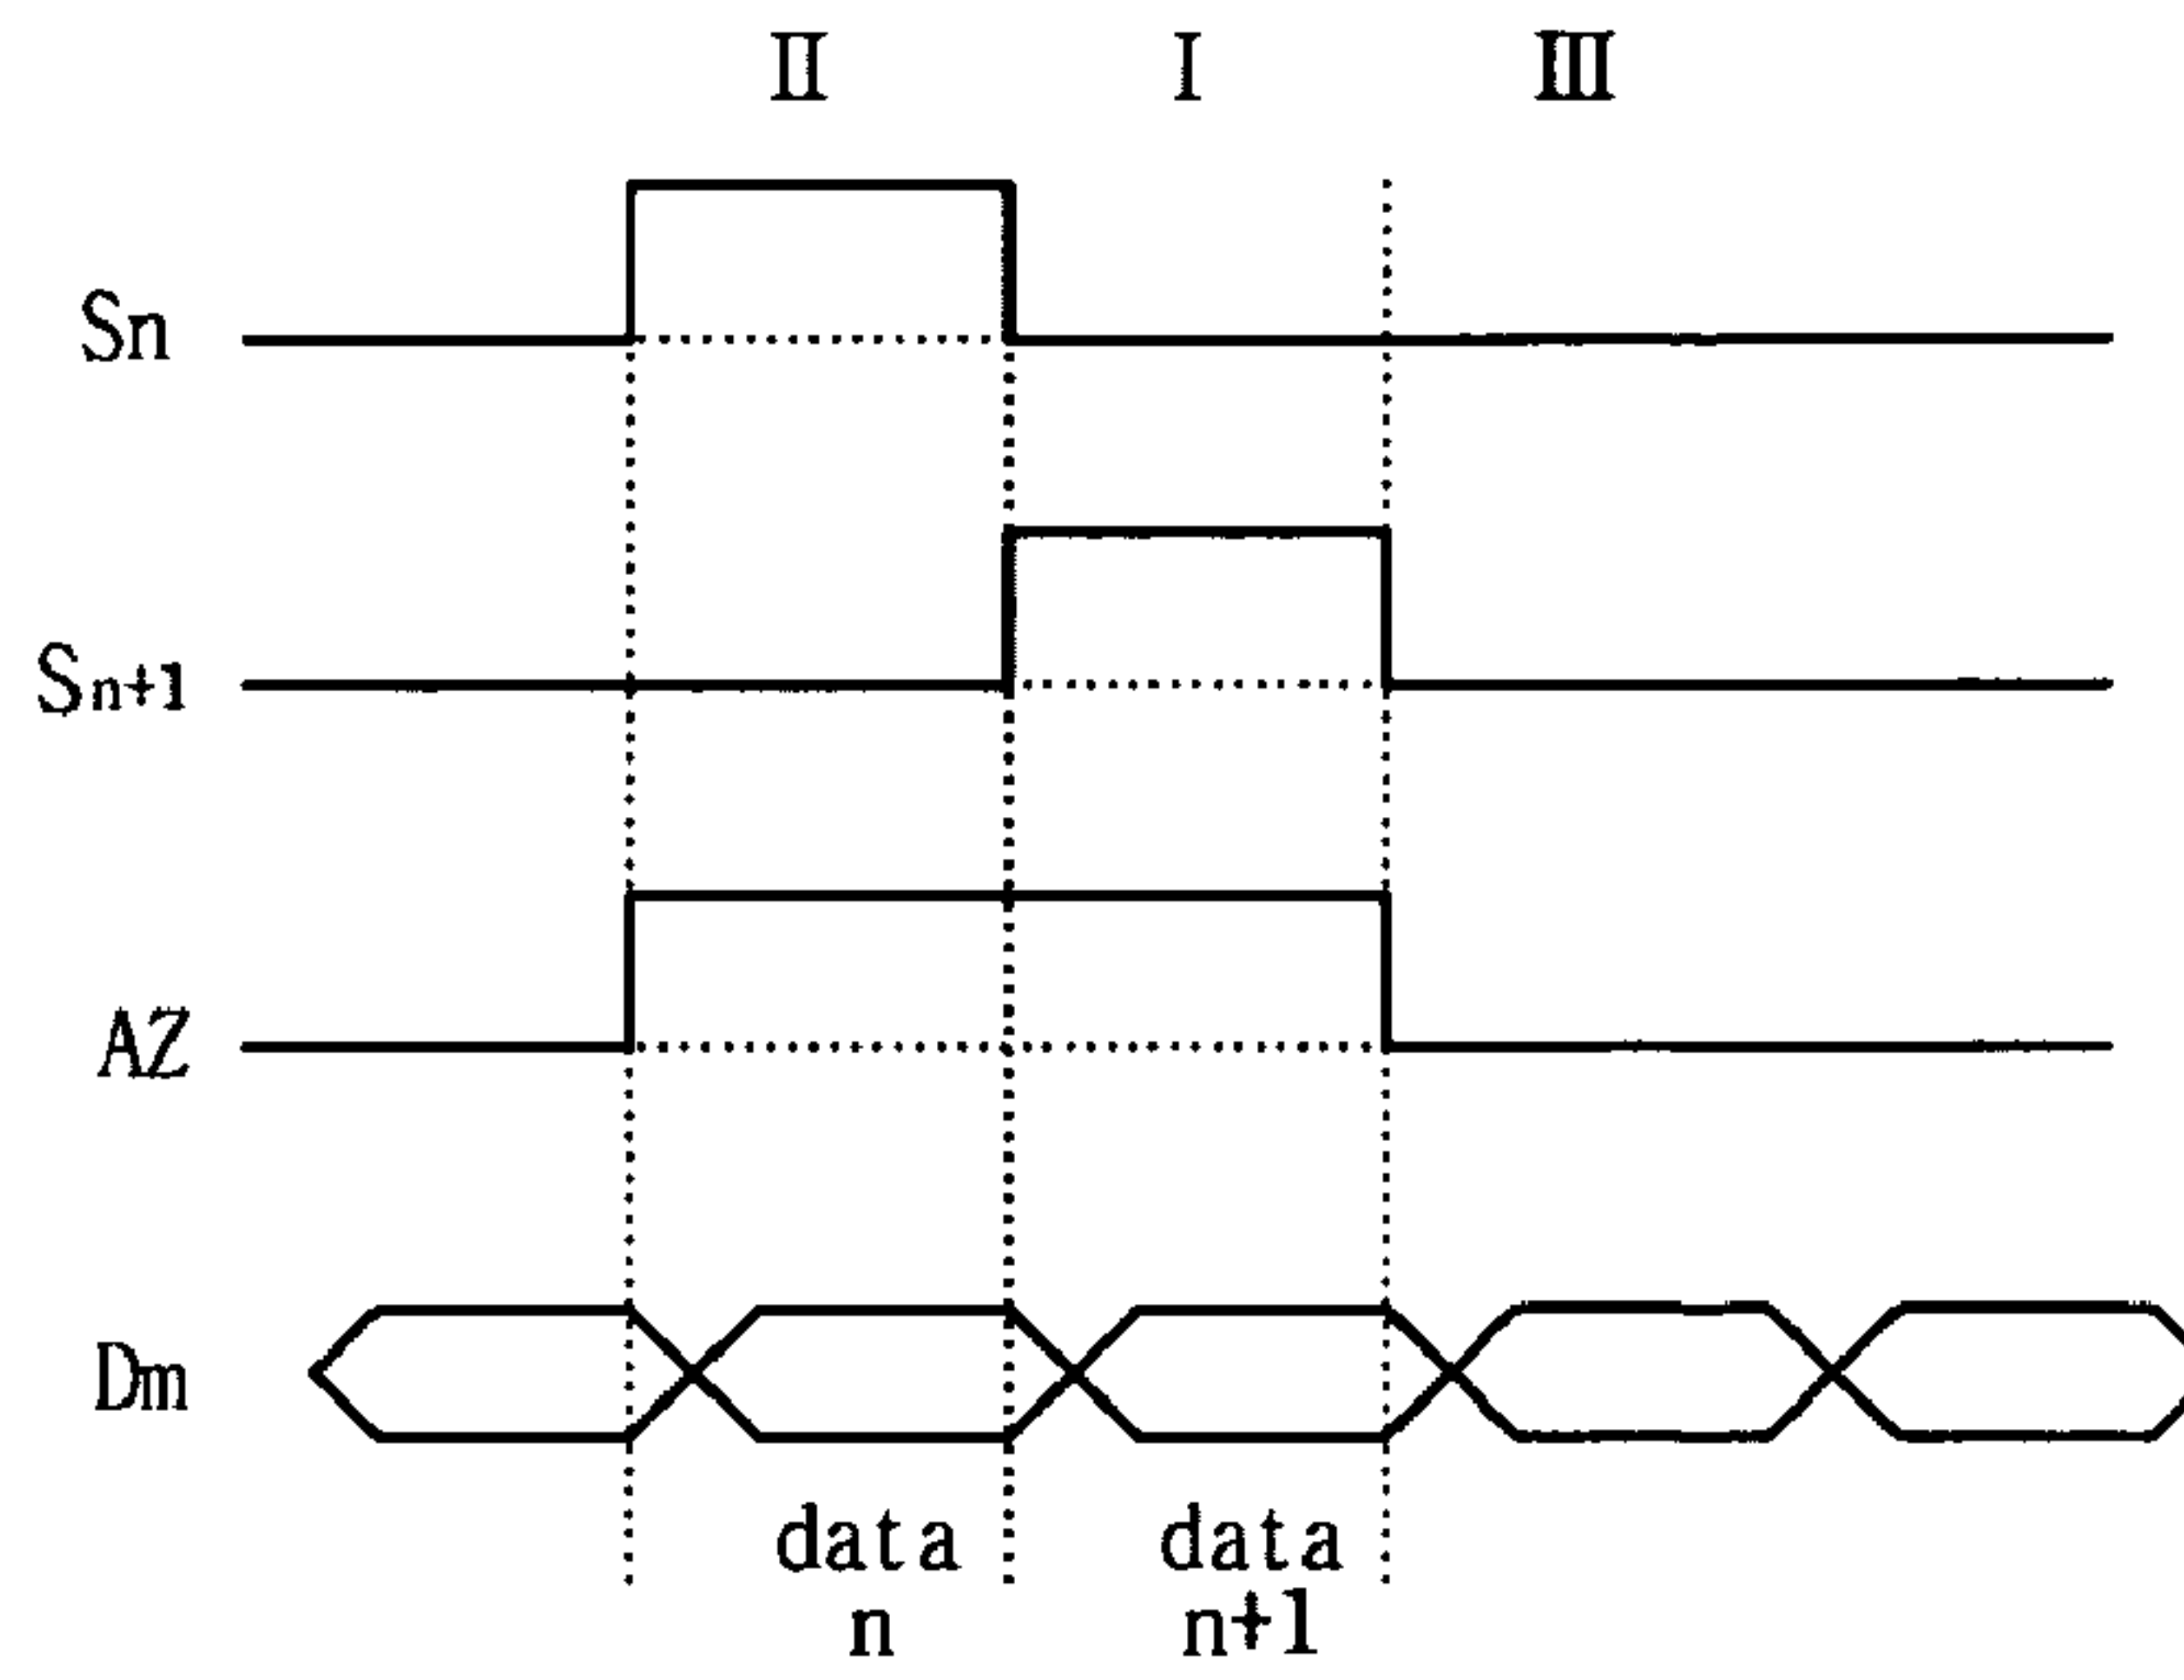 II I III
Sn
Sn+1
AZ
Dm
data data
n n+1